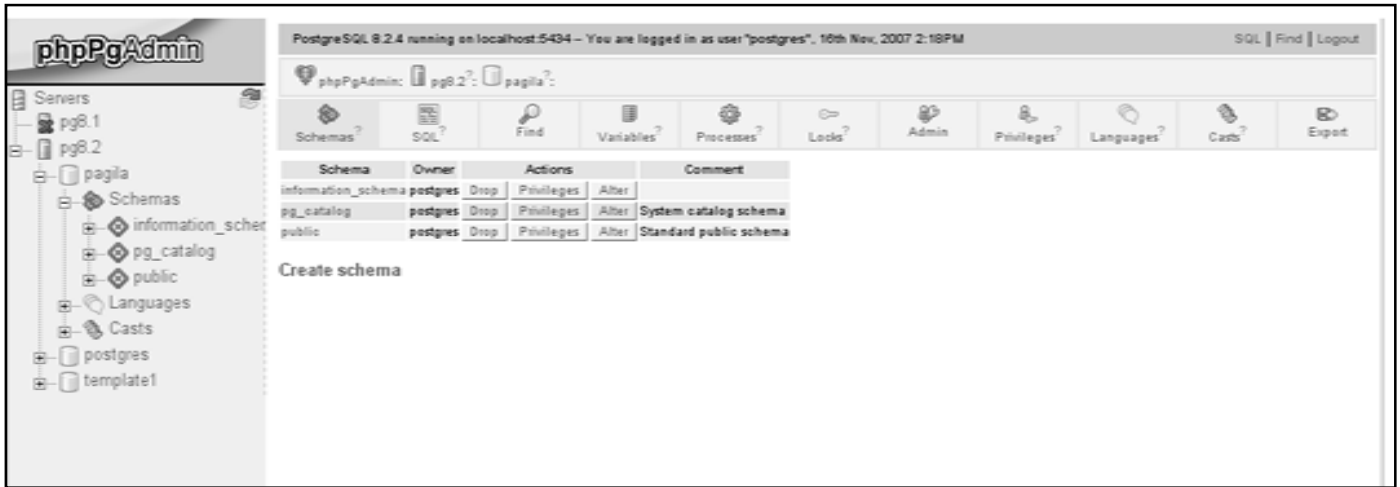 phpPgAdmin
Servers
pg8.1
pg8.2
pagila
Schemas
information_scher
pg_catalog
public
Languages
Casts
postgres
template1
PostgreSQL 8.2.4 running on localhost:5434 – You are logged in as user "postgres", 16th Nov, 2007 2:18PM
SQL | Find | Logout
phpPgAdmin: pg8.2?: pagila?:
Schemas? SQL? Find Variables? Processes? Locks? Admin Privileges? Languages? Casts? Export
Schema Owner Actions Comment
information_schema postgres Drop Privileges Alter
pg_catalog postgres Drop Privileges Alter System catalog schema
public postgres Drop Privileges Alter Standard public schema
Create schema